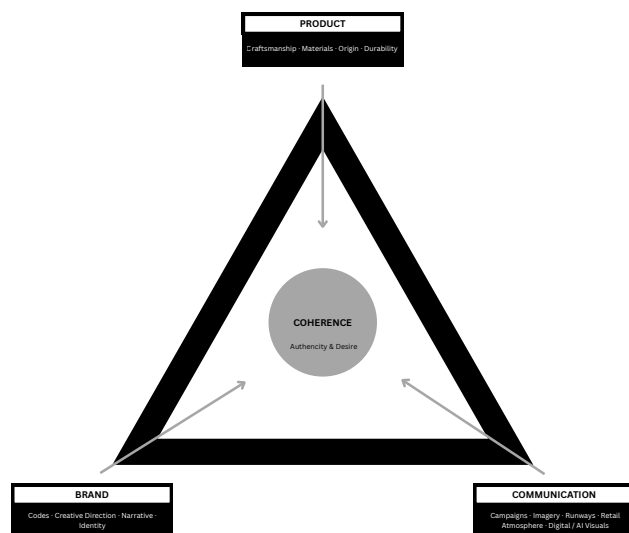 PRODUCT
Craftsmanship · Materials · Origin · Durability
COHERENCE
Authencity & Desire
BRAND
Codes · Creative Direction · Narrative ·
Identity
COMMUNICATION
Campaigns · Imagery · Runways · Retail
Atmosphere · Digital / AI Visuals